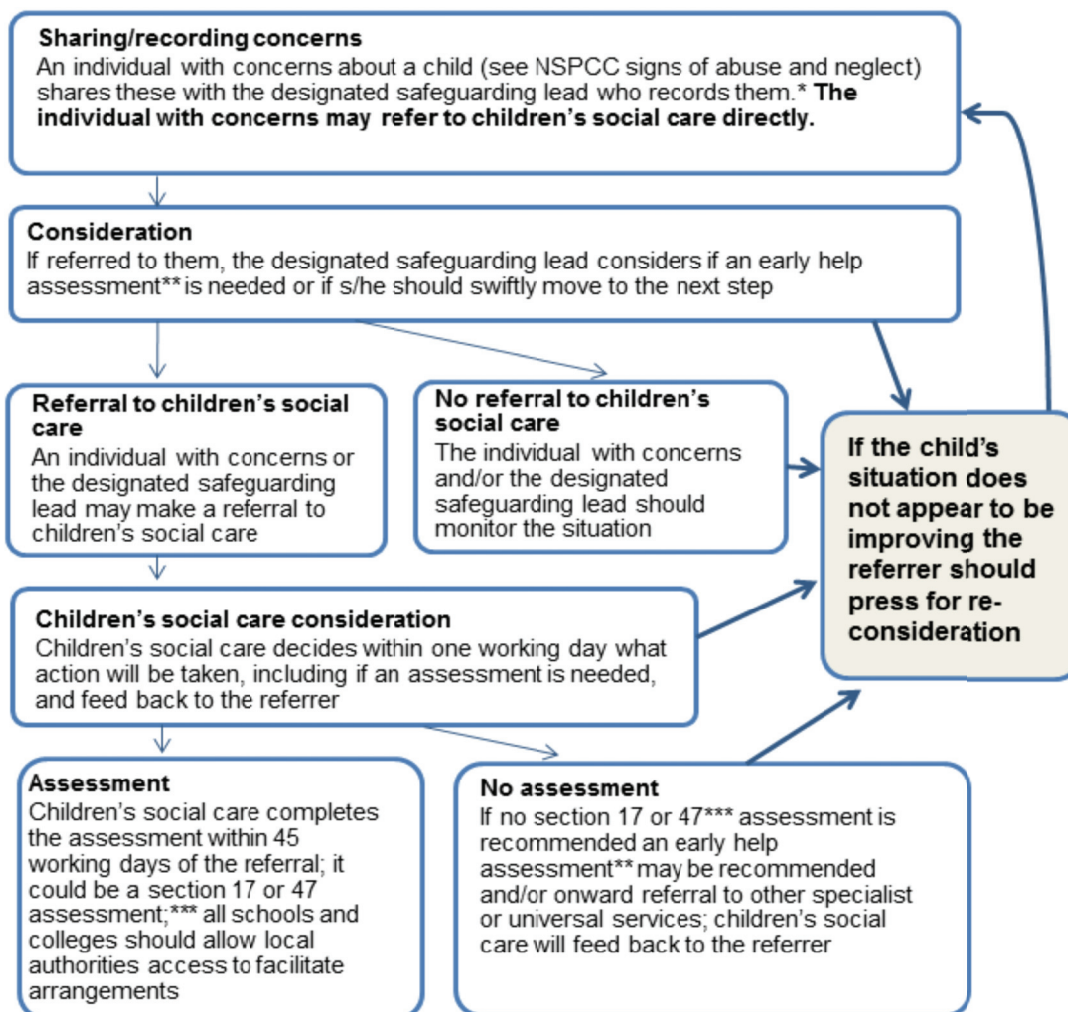 Sharing/recording concerns
An individual with concerns about a child (see NSPCC signs of abuse and neglect)
shares these with the designated safeguarding lead who records them.* The
individual with concerns may refer to children's social care directly.
Consideration
If referred to them, the designated safeguarding lead considers if an early help
assessment** is needed or if s/he should swiftly move to the next step
Referral to children's social
care
An individual with concerns or
the designated safeguarding
lead may make a referral to
children's social care
No referral to children's
social care
The individual with concerns
and/or the designated
safeguarding lead should
monitor the situation
If the child's
situation does
not appear to be
improving the
referrer should
press for re-
consideration
Children's social care consideration
Children's social care decides within one working day what
action will be taken, including if an assessment is needed,
and feed back to the referrer
Assessment
Children's social care completes
the assessment within 45
working days of the referral; it
could be a section 17 or 47
assessment;*** all schools and
colleges should allow local
authorities access to facilitate
arrangements
No assessment
If no section 17 or 47*** assessment is
recommended an early help
assessment** may be recommended
and/or onward referral to other specialist
or universal services; children's social
care will feed back to the referrer